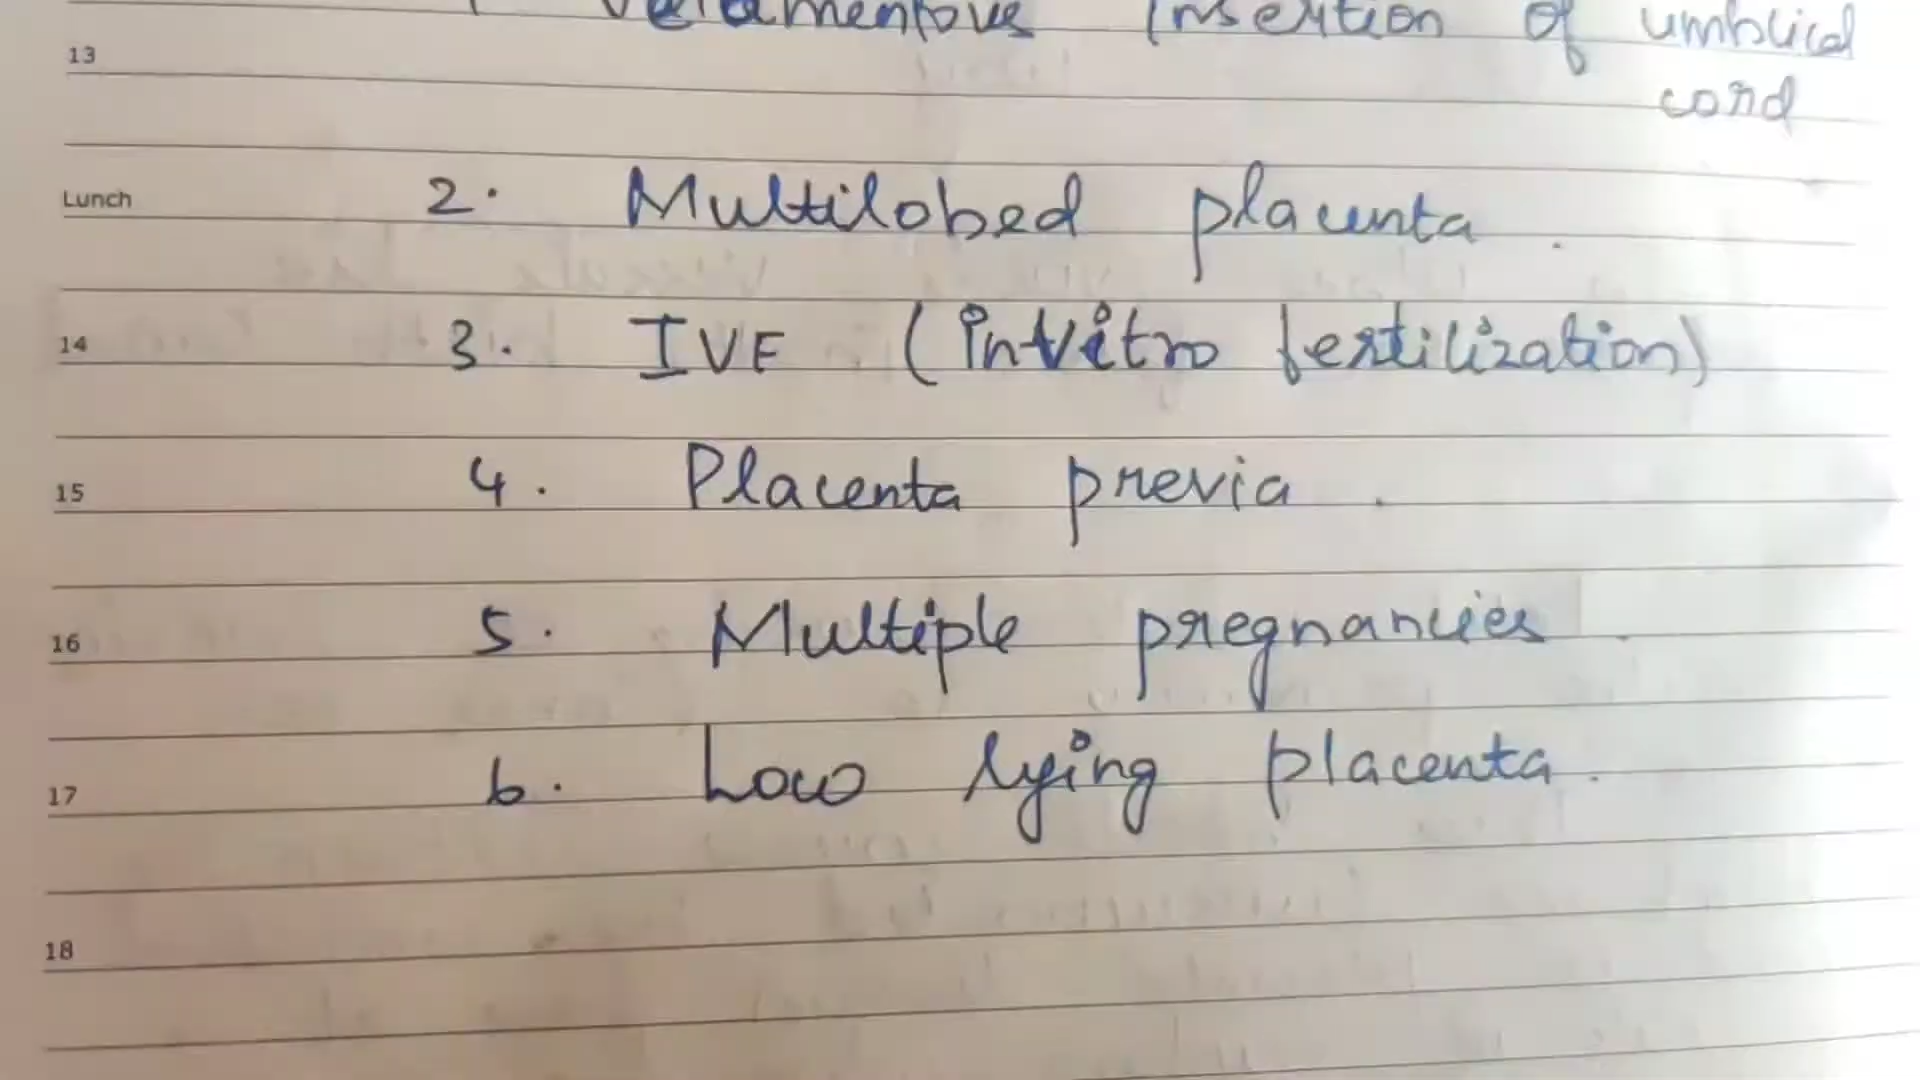 Velamentous Insertion of umblical
13
cord
Lunch 2. Multilobed placenta.
14 3. IVF (invitro fertilization)
15 4. Placenta previa.
16 5. Multiple pregnancies.
17 6. Low lying placenta.
18